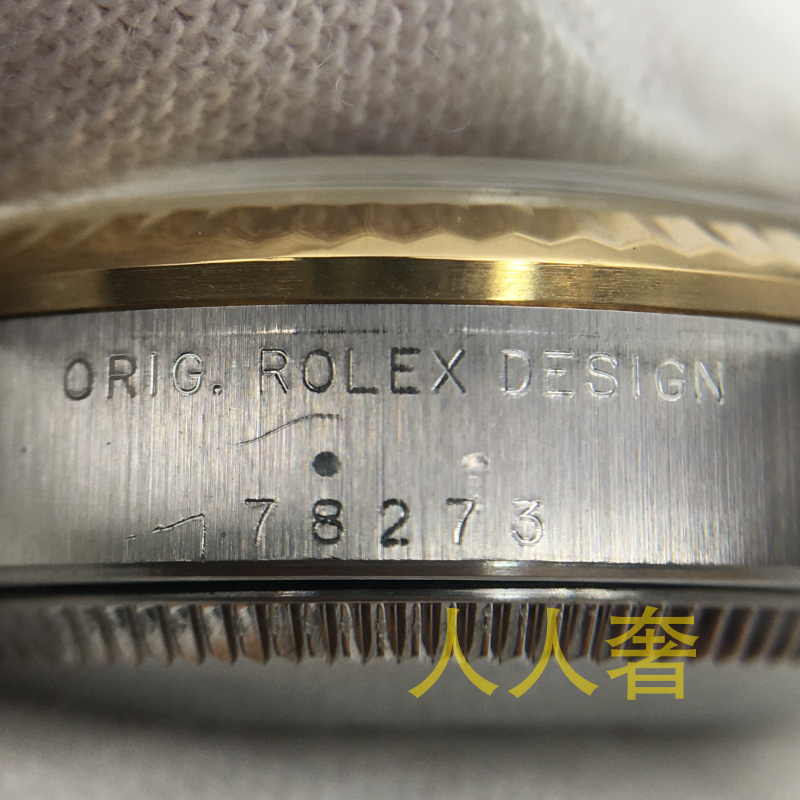 ORIG. ROLEX DESIGN
78273
人人奢